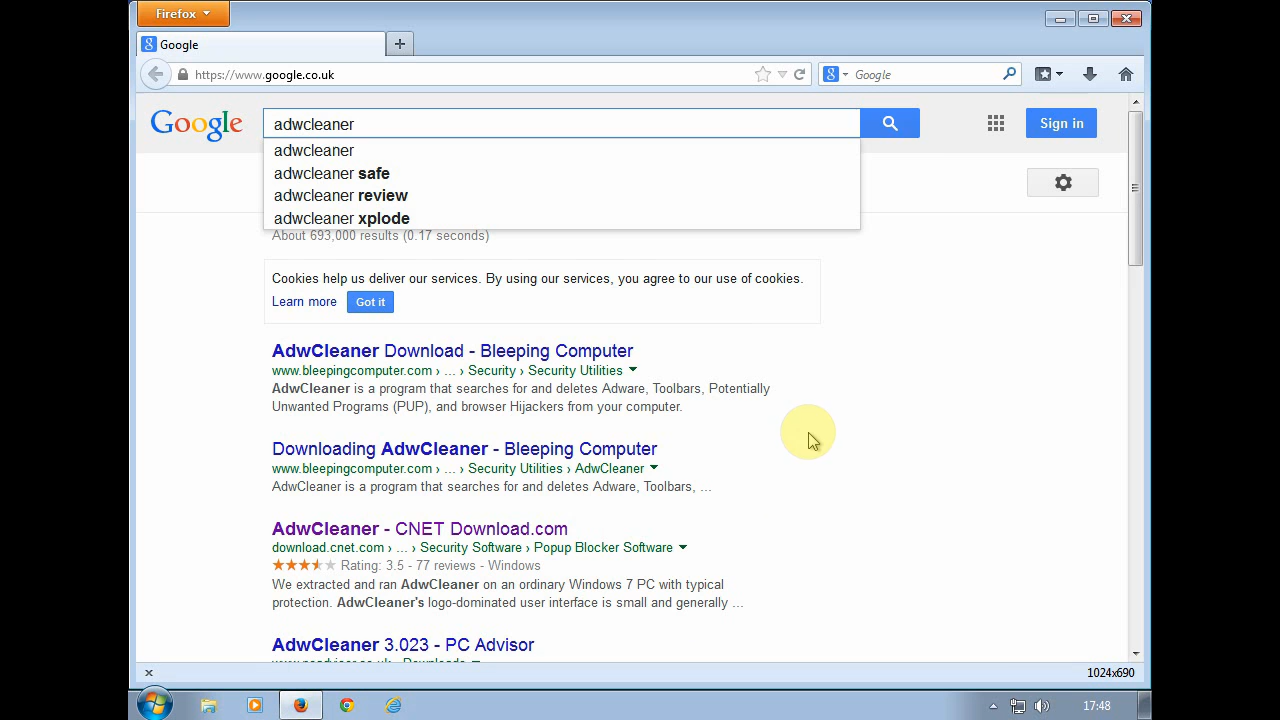 Firefox
Google
https://www.google.co.uk
Google
Google
adwcleaner
Sign in
adwcleaner
adwcleaner safe
adwcleaner review
adwcleaner xplode
About 693,000 results (0.17 seconds)
Cookies help us deliver our services. By using our services, you agree to our use of cookies.
Learn more Got it
AdwCleaner Download - Bleeping Computer
www.bleepingcomputer.com › ... › Security › Security Utilities
AdwCleaner is a program that searches for and deletes Adware, Toolbars, Potentially
Unwanted Programs (PUP), and browser Hijackers from your computer.
Downloading AdwCleaner - Bleeping Computer
www.bleepingcomputer.com › ... › Security Utilities › AdwCleaner
AdwCleaner is a program that searches for and deletes Adware, Toolbars, ...
AdwCleaner - CNET Download.com
download.cnet.com › ... › Security Software › Popup Blocker Software
Rating: 3.5 - 77 reviews - Windows
We extracted and ran AdwCleaner on an ordinary Windows 7 PC with typical
protection. AdwCleaner's logo-dominated user interface is small and generally ...
AdwCleaner 3.023 - PC Advisor
1024x690
17:48